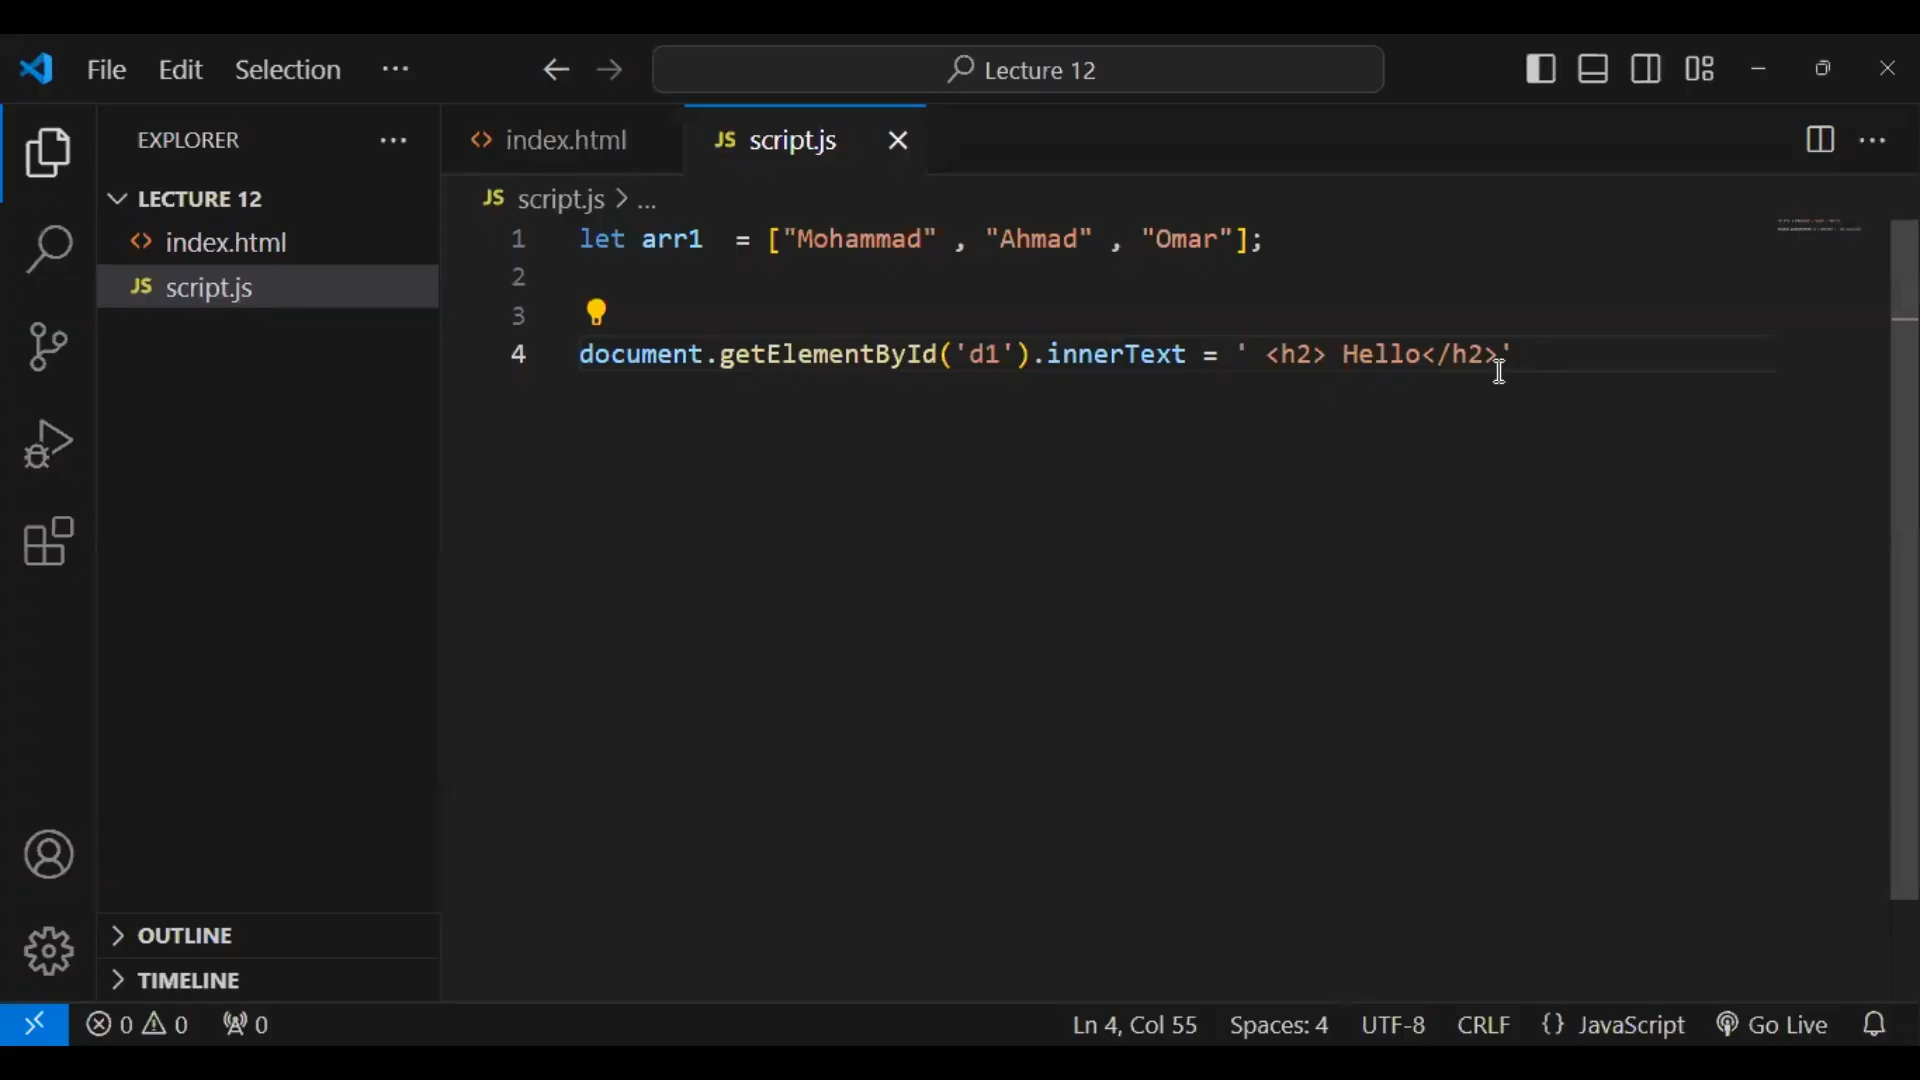 File Edit Selection ··· Lecture 12
EXPLORER ···
LECTURE 12
<> index.html
JS script.js
<> index.html JS script.js
JS script.js > ...
1 let arr1  = ["Mohammad" , "Ahmad" , "Omar"];
2
3
4 document.getElementById('d1').innerText = ' <h2> Hello</h2>'
OUTLINE
TIMELINE
0 0 0 Ln 4, Col 55 Spaces: 4 UTF-8 CRLF {} JavaScript Go Live